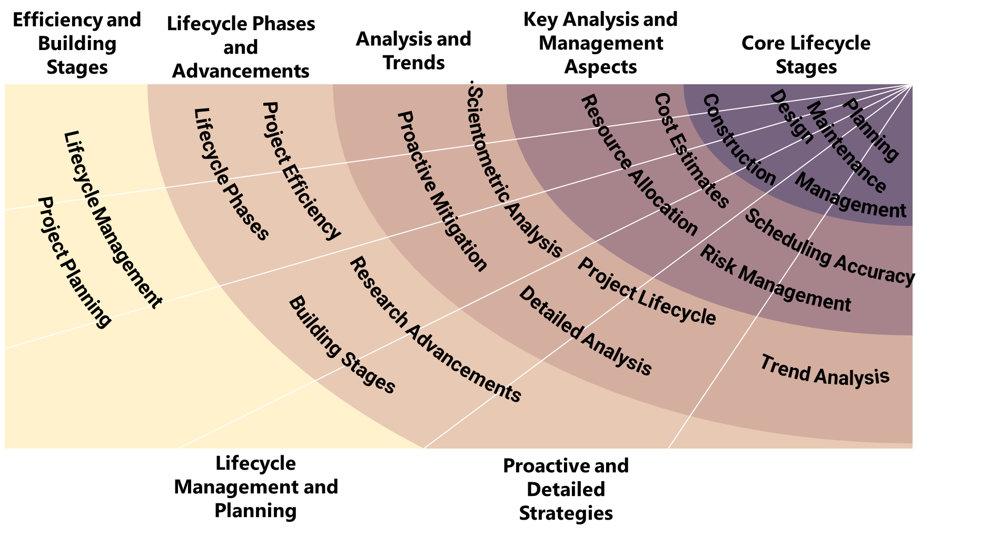 Efficiency and
Building
Stages
Lifecycle Phases
and
Advancements
Analysis and
Trends
Key Analysis and
Management
Aspects
Core Lifecycle
Stages
Lifecycle Management
Project Planning
Lifecycle Phases
Project Efficiency
Building Stages
Research Advancements
Proactive Mitigation
.Scientometric Analysis
Detailed Analysis
Project Lifecycle
Trend Analysis
Resource Allocation
Cost Estimates
Risk Management
Scheduling Accuracy
Construction
Design
Maintenance
Planning
Management
Lifecycle
Management and
Planning
Proactive and
Detailed
Strategies